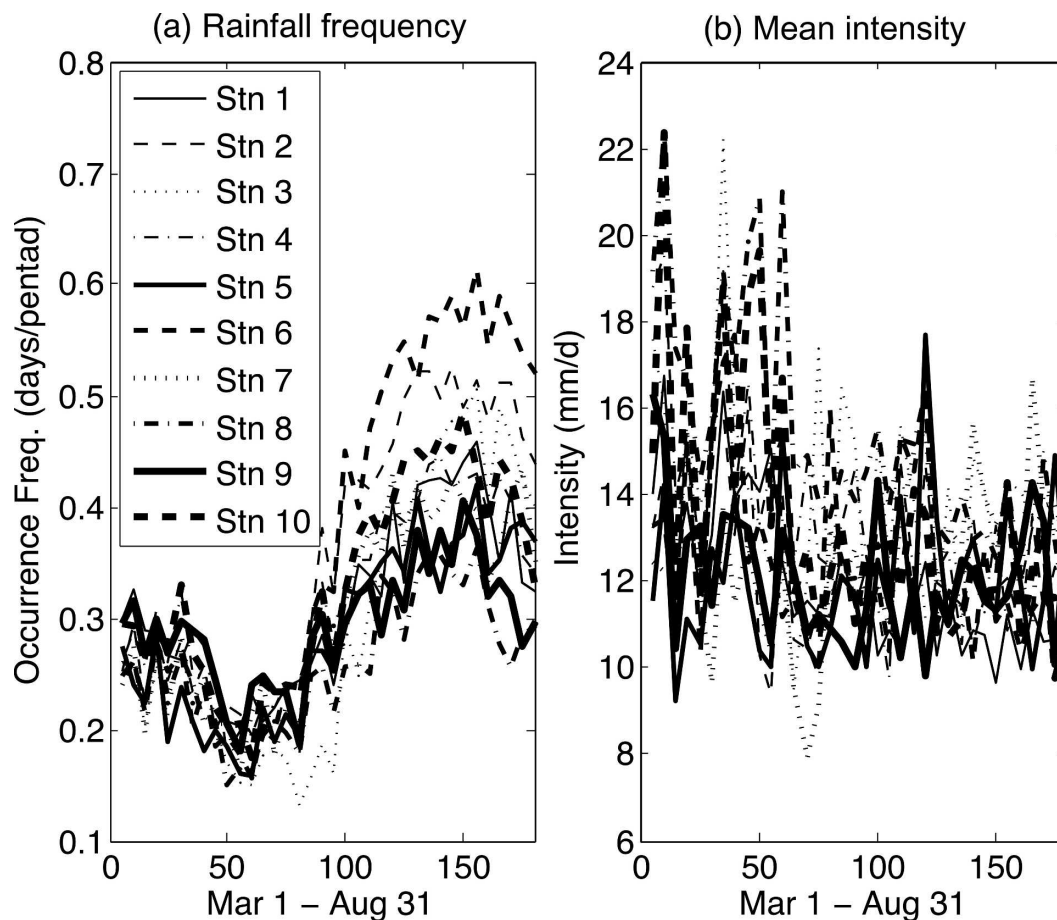 (a) Rainfall frequency
Occurrence Freq. (days/pentad)
0.8
0.7
0.6
0.5
0.4
0.3
0.2
0.1
Stn 1
Stn 2
Stn 3
Stn 4
Stn 5
Stn 6
Stn 7
Stn 8
Stn 9
Stn 10
0 50 100 150
Mar 1 – Aug 31
(b) Mean intensity
Intensity (mm/d)
24
22
20
18
16
14
12
10
8
6
0 50 100 150
Mar 1 – Aug 31